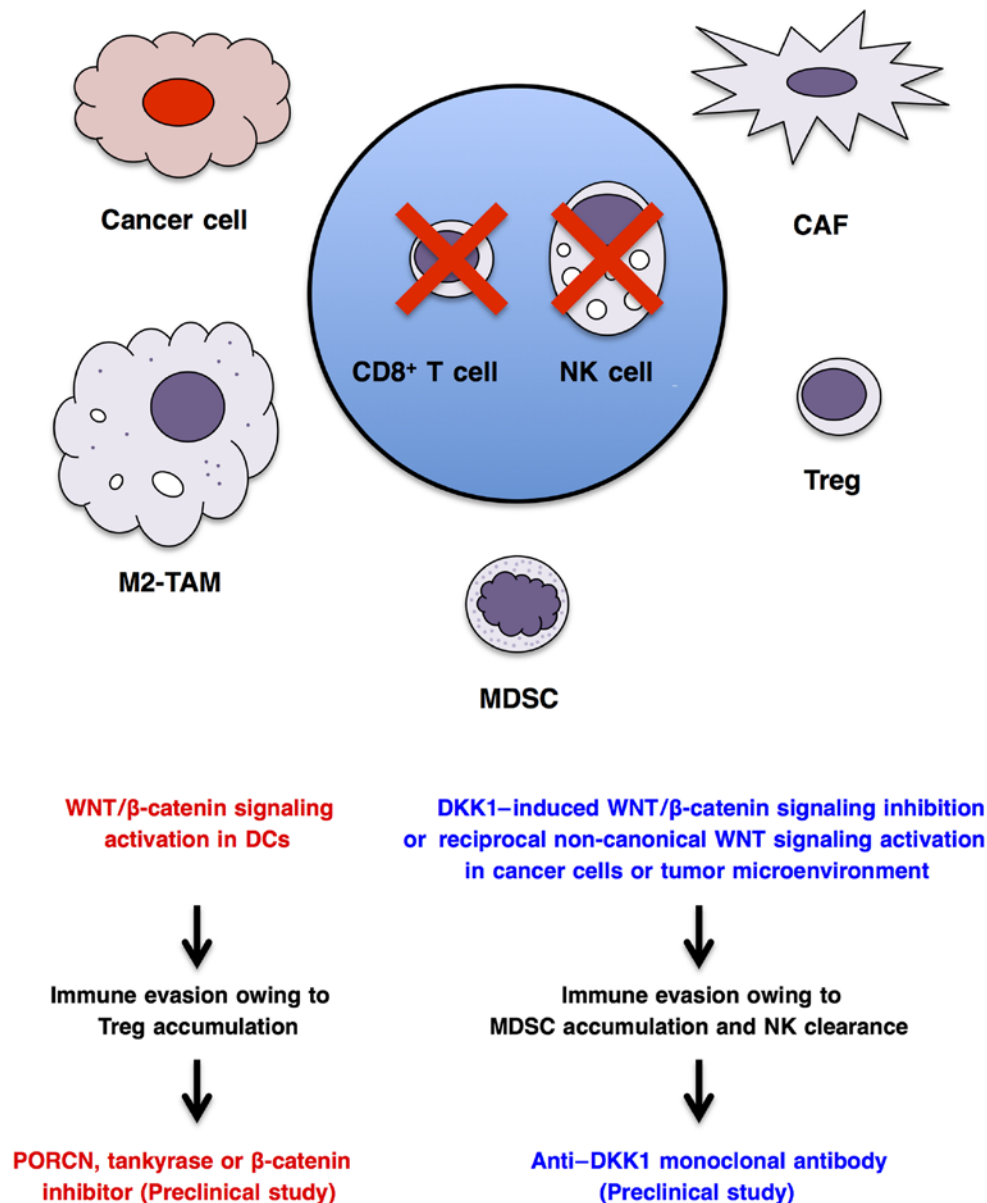 Cancer cell
CAF
CD8⁺ T cell
NK cell
Treg
M2-TAM
MDSC
WNT/β-catenin signaling
activation in DCs
Immune evasion owing to
Treg accumulation
PORCN, tankyrase or β-catenin
inhibitor (Preclinical study)
DKK1–induced WNT/β-catenin signaling inhibition
or reciprocal non-canonical WNT signaling activation
in cancer cells or tumor microenvironment
Immune evasion owing to
MDSC accumulation and NK clearance
Anti–DKK1 monoclonal antibody
(Preclinical study)